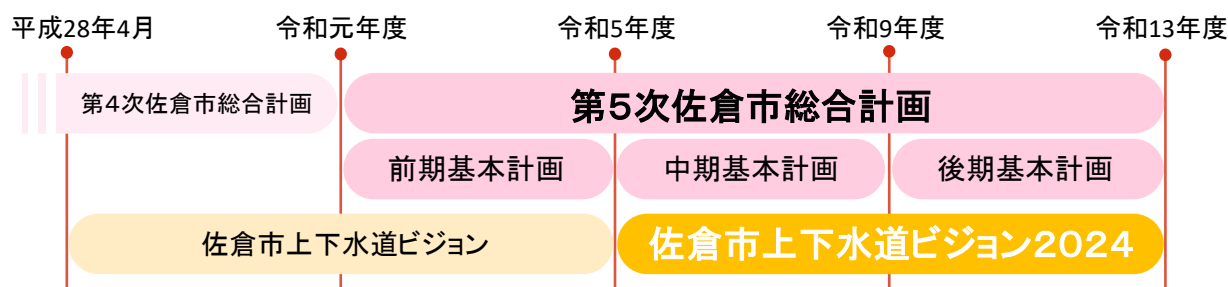 平成28年4月
令和元年度
令和5年度
令和9年度
令和13年度
第4次佐倉市総合計画
第5次佐倉市総合計画
前期基本計画
中期基本計画
後期基本計画
佐倉市上下水道ビジョン
佐倉市上下水道ビジョン2024